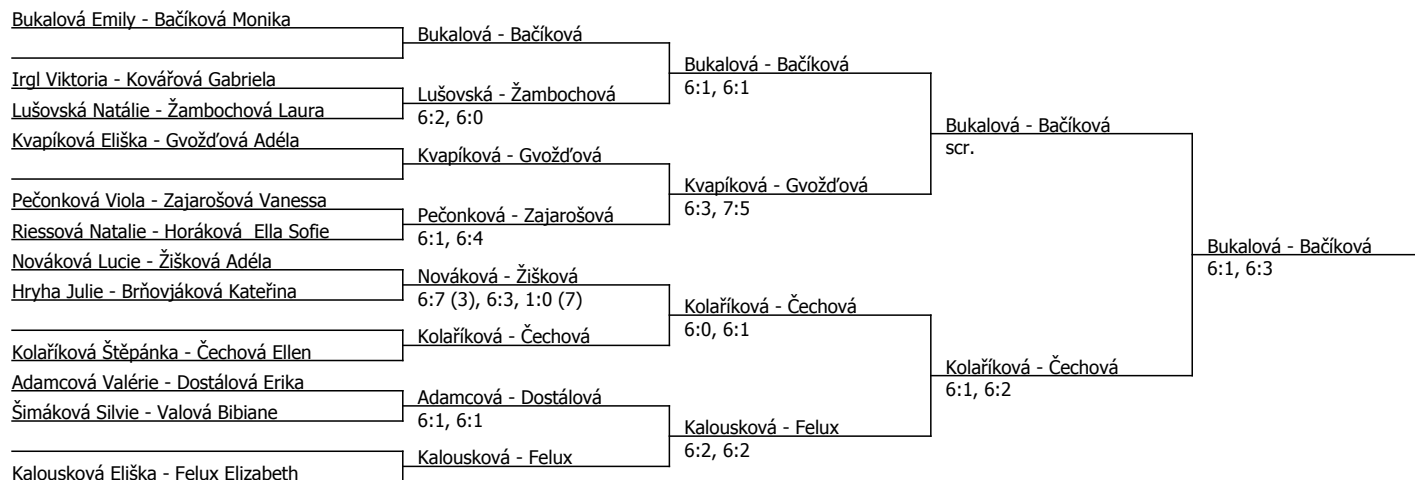 Bukalová Emily - Bačíková Monika
Irgl Viktoria - Kovářová Gabriela
Lušovská Natálie - Žambochová Laura
Kvapíková Eliška - Gvožďová Adéla
Pečonková Viola - Zajarošová Vanessa
Riessová Natalie - Horáková  Ella Sofie
Nováková Lucie - Žišková Adéla
Hryha Julie - Brňovjáková Kateřina
Kolaříková Štěpánka - Čechová Ellen
Adamcová Valérie - Dostálová Erika
Šimáková Silvie - Valová Bibiane
Kalousková Eliška - Felux Elizabeth
Bukalová - Bačíková
Lušovská - Žambochová
6:2, 6:0
Kvapíková - Gvožďová
Pečonková - Zajarošová
6:1, 6:4
Nováková - Žišková
6:7 (3), 6:3, 1:0 (7)
Kolaříková - Čechová
Adamcová - Dostálová
6:1, 6:1
Kalousková - Felux
Bukalová - Bačíková
6:1, 6:1
Kvapíková - Gvožďová
6:3, 7:5
Kolaříková - Čechová
6:0, 6:1
Kalousková - Felux
6:2, 6:2
Bukalová - Bačíková
scr.
Kolaříková - Čechová
6:1, 6:2
Bukalová - Bačíková
6:1, 6:3